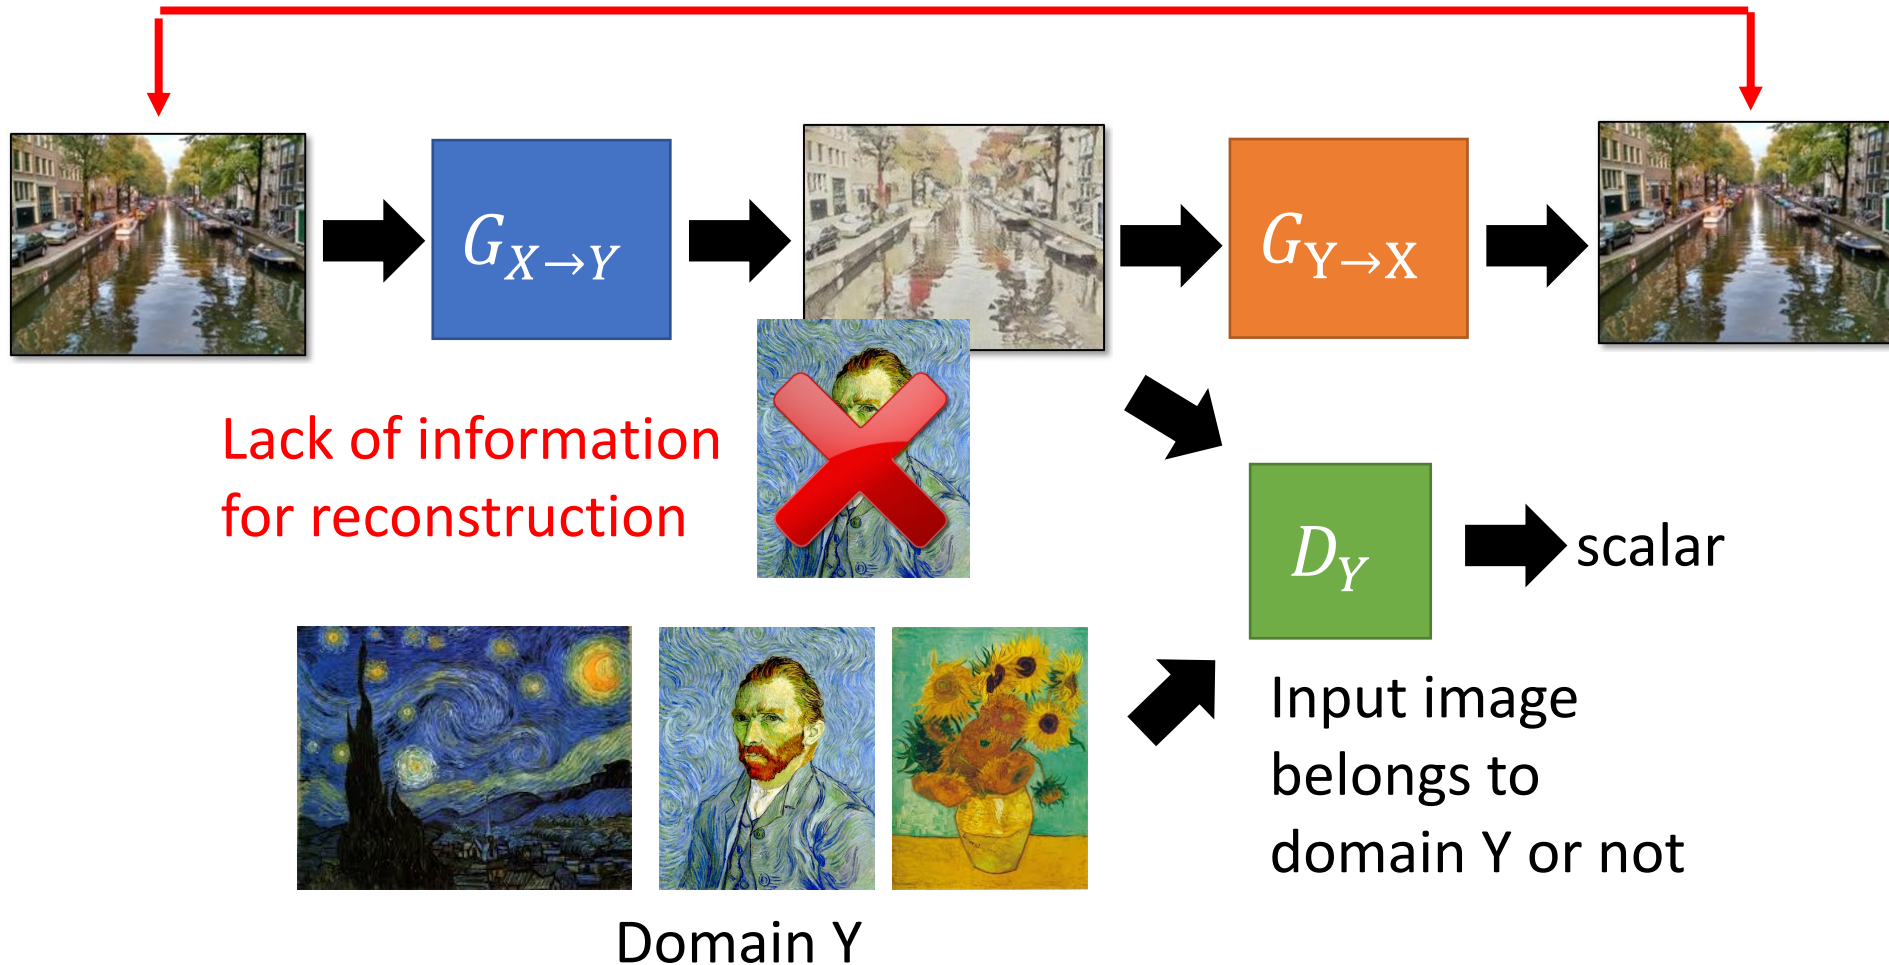 G_{X→Y}
G_{Y→X}
Lack of information
for reconstruction
D_Y
scalar
Input image
belongs to
domain Y or not
Domain Y